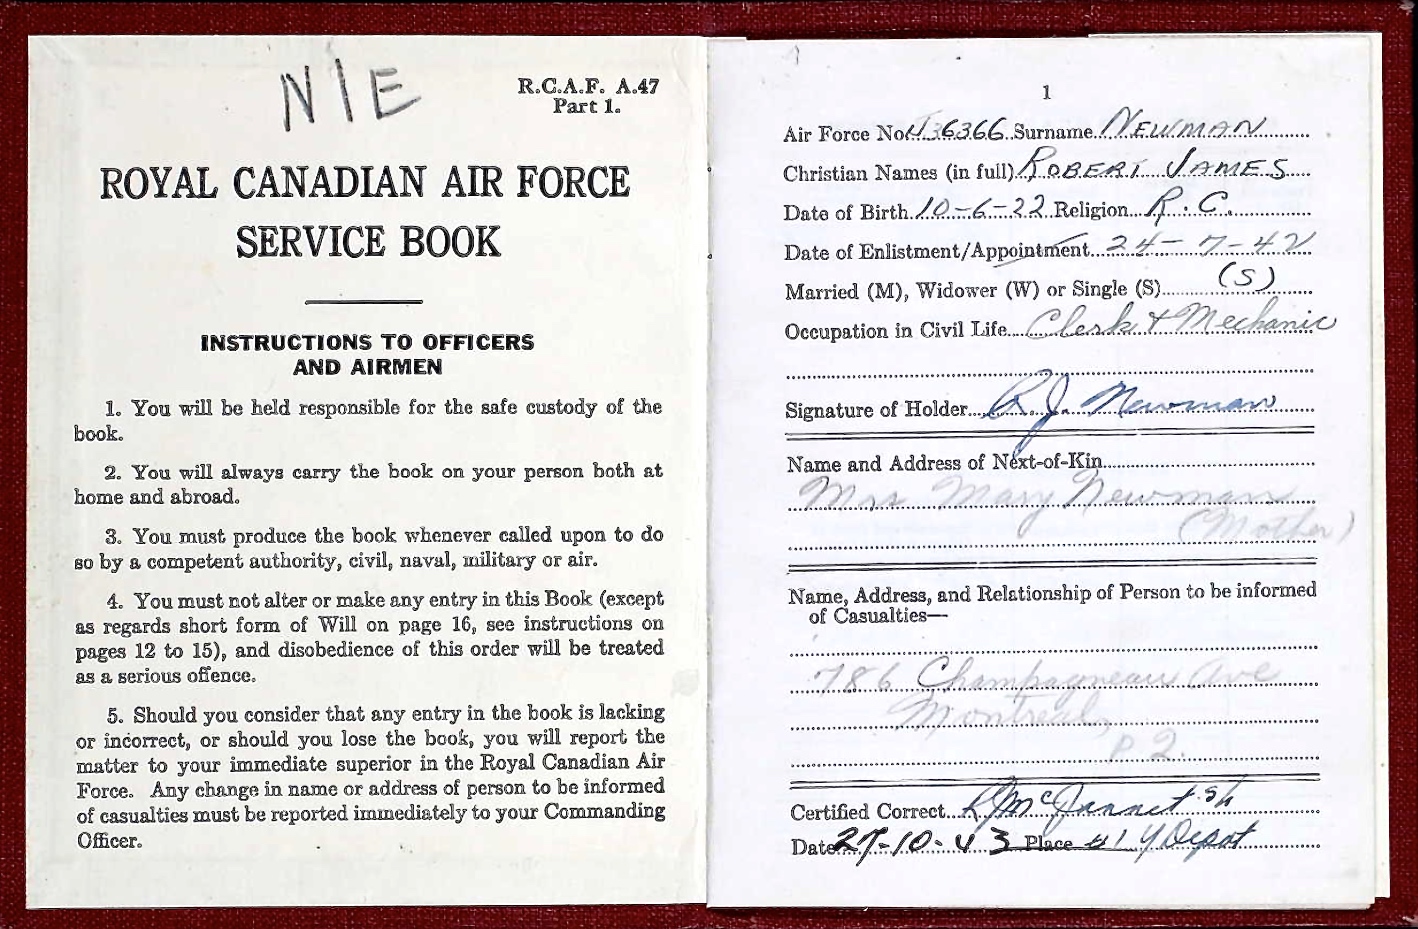 NIE
R.C.A.F. A.47
Part 1.
ROYAL CANADIAN AIR FORCE
SERVICE BOOK
INSTRUCTIONS TO OFFICERS
AND AIRMEN
1. You will be held responsible for the safe custody of the
book.
2. You will always carry the book on your person both at
home and abroad.
3. You must produce the book whenever called upon to do
so by a competent authority, civil, naval, military or air.
4. You must not alter or make any entry in this Book (except
as regards short form of Will on page 16, see instructions on
pages 12 to 15), and disobedience of this order will be treated
as a serious offence.
5. Should you consider that any entry in the book is lacking
or incorrect, or should you lose the book, you will report the
matter to your immediate superior in the Royal Canadian Air
Force. Any change in name or address of person to be informed
of casualties must be reported immediately to your Commanding
Officer.
1
Air Force No. J36366 Surname NEWMAN
Christian Names (in full) ROBERT JAMES
Date of Birth 10-6-22 Religion R.C.
Date of Enlistment/Appointment 24-7-42
Married (M), Widower (W) or Single (S) (S)
Occupation in Civil Life Clerk & Mechanic
Signature of Holder R.J. Newman
Name and Address of Next-of-Kin
Mrs Mary Newman
(Mother)
Name, Address, and Relationship of Person to be informed
of Casualties—
786 Champagneau Ave
Montreal,
P2.
Certified Correct
Date 27-10-43 Place #1 Y Depot